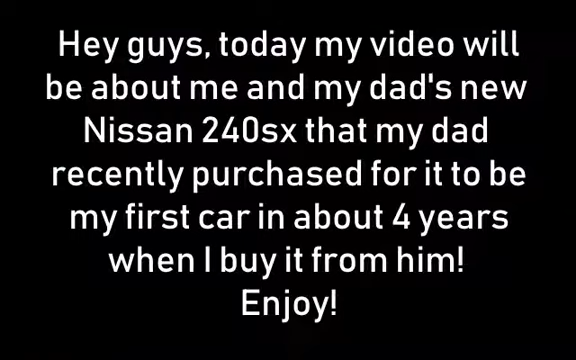 Hey guys, today my video will
be about me and my dad's new
Nissan 240sx that my dad
recently purchased for it to be
my first car in about 4 years
when I buy it from him!
Enjoy!